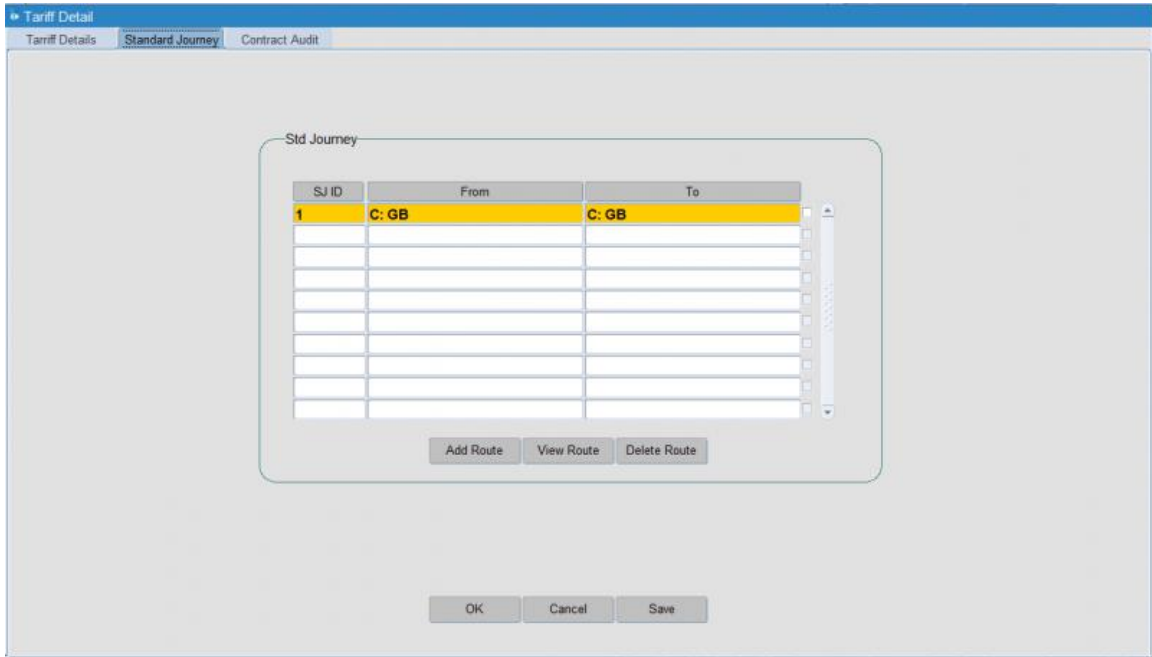 Tariff Detail
Tarriff Details Standard Journey Contract Audit
Std Journey
SJ ID From To
1 C: GB C: GB
Add Route View Route Delete Route
OK Cancel Save